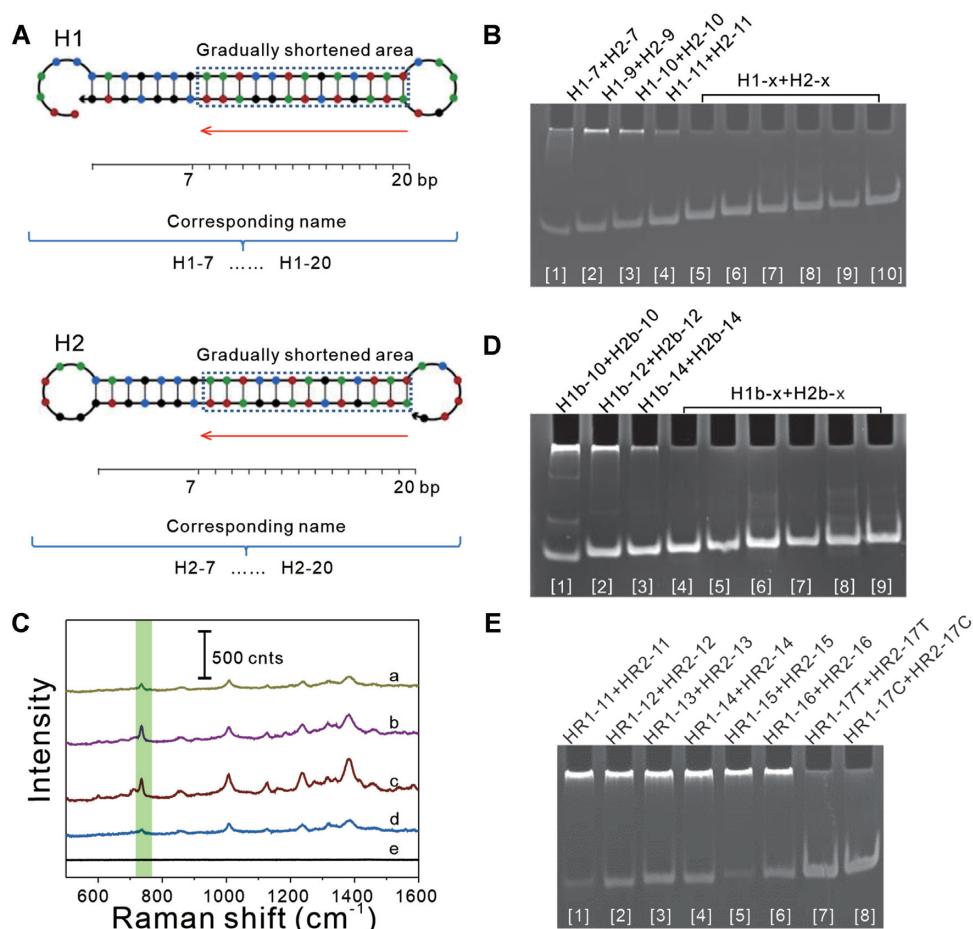 A
H1
Gradually shortened area
7
20 bp
Corresponding name
H1-7 ...... H1-20
H2
Gradually shortened area
7
20 bp
Corresponding name
H2-7 ...... H2-20
B
H1-7+H2-7
H1-9+H2-9
H1-10+H2-10
H1-11+H2-11
H1-x+H2-x
[1] [2] [3] [4] [5] [6] [7] [8] [9] [10]
D
H1b-10+H2b-10
H1b-12+H2b-12
H1b-14+H2b-14
H1b-x+H2b-x
[1] [2] [3] [4] [5] [6] [7] [8] [9]
C
500 cnts
a
b
c
d
e
Intensity
600 800 1000 1200 1400 1600
Raman shift (cm⁻¹)
E
HR1-11+HR2-11
HR1-12+HR2-12
HR1-13+HR2-13
HR1-14+HR2-14
HR1-15+HR2-15
HR1-16+HR2-16
HR1-17T+HR2-17T
HR1-17C+HR2-17C
[1] [2] [3] [4] [5] [6] [7] [8]